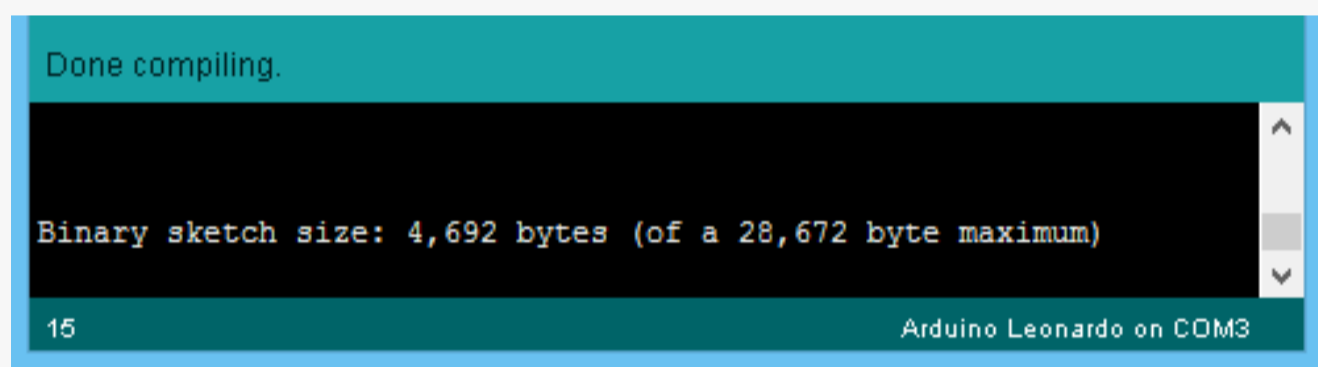 Done compiling.
Binary sketch size: 4,692 bytes (of a 28,672 byte maximum)
15 Arduino Leonardo on COM3